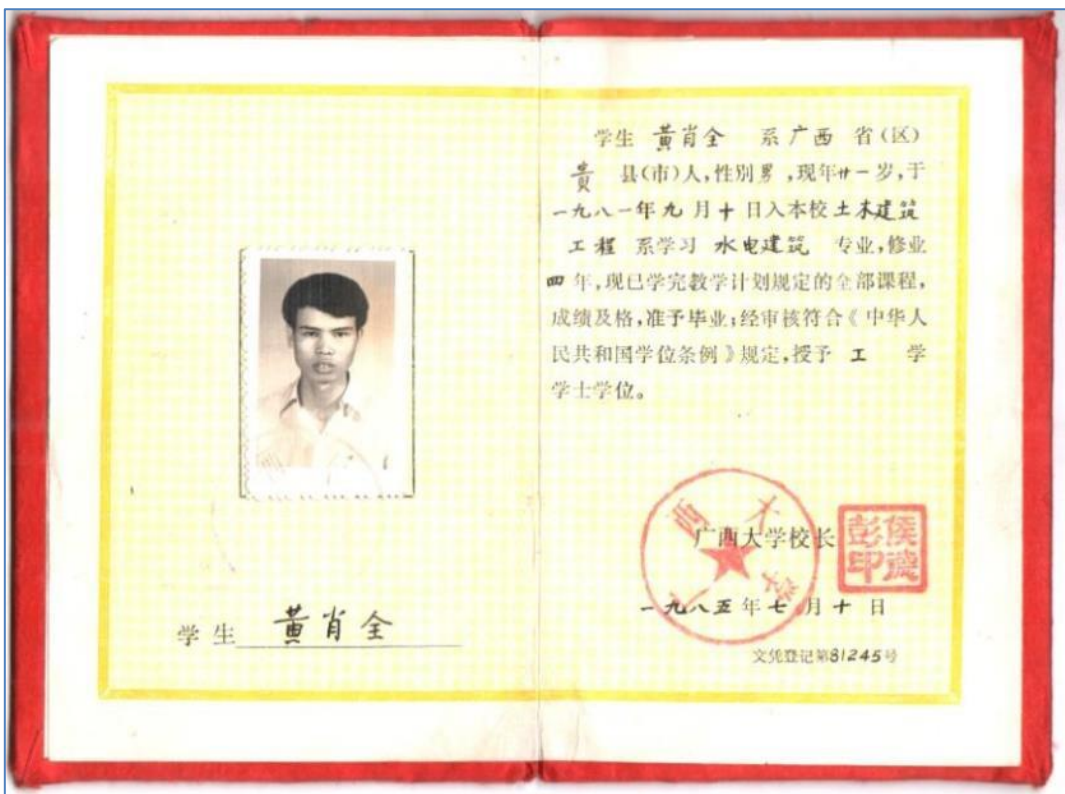 学生 黄肖全
学生 黄肖全 系广西 省(区)
贵 县(市)人,性别男,现年廿一岁,于
一九八一年九月十日入本校土木建筑
工程 系学习 水电建筑 专业,修业
四年,现已学完教学计划规定的全部课程,
成绩及格,准予毕业;经审核符合《中华人
民共和国学位条例》规定,授予 工 学
学士学位。
广西大学
广西大学校长
侯德
彭印
一九八五年七月十日
文凭登记第81245号